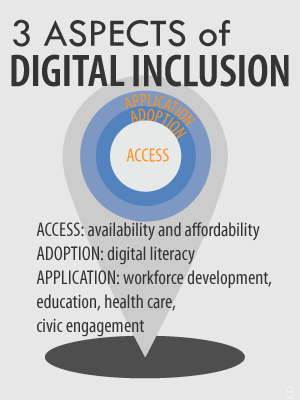 3 ASPECTS of
DIGITAL INCLUSION
APPLICATION
ADOPTION
ACCESS
ACCESS: availability and affordability
ADOPTION: digital literacy
APPLICATION: workforce development,
education, health care,
civic engagement